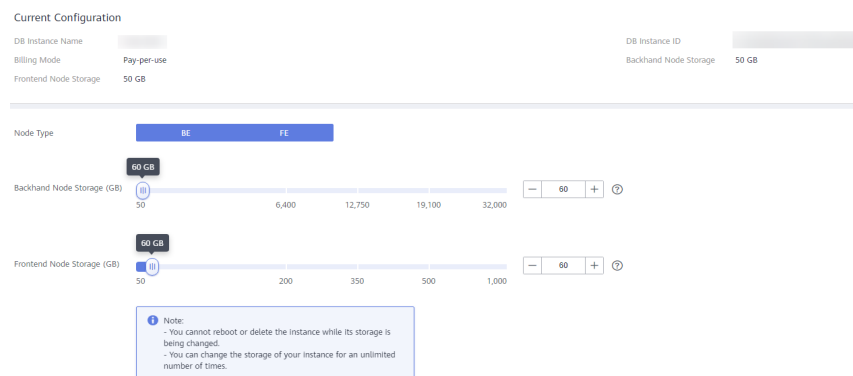 Current Configuration
DB Instance Name
DB Instance ID
Billing Mode Pay-per-use
Backhand Node Storage 50 GB
Frontend Node Storage 50 GB
Node Type BE FE
60 GB
Backhand Node Storage (GB) 60
50 6,400 12,750 19,100 32,000
60 GB
Frontend Node Storage (GB) 60
50 200 350 500 1,000
Note:
- You cannot reboot or delete the instance while its storage is
being changed.
- You can change the storage of your instance for an unlimited
number of times.